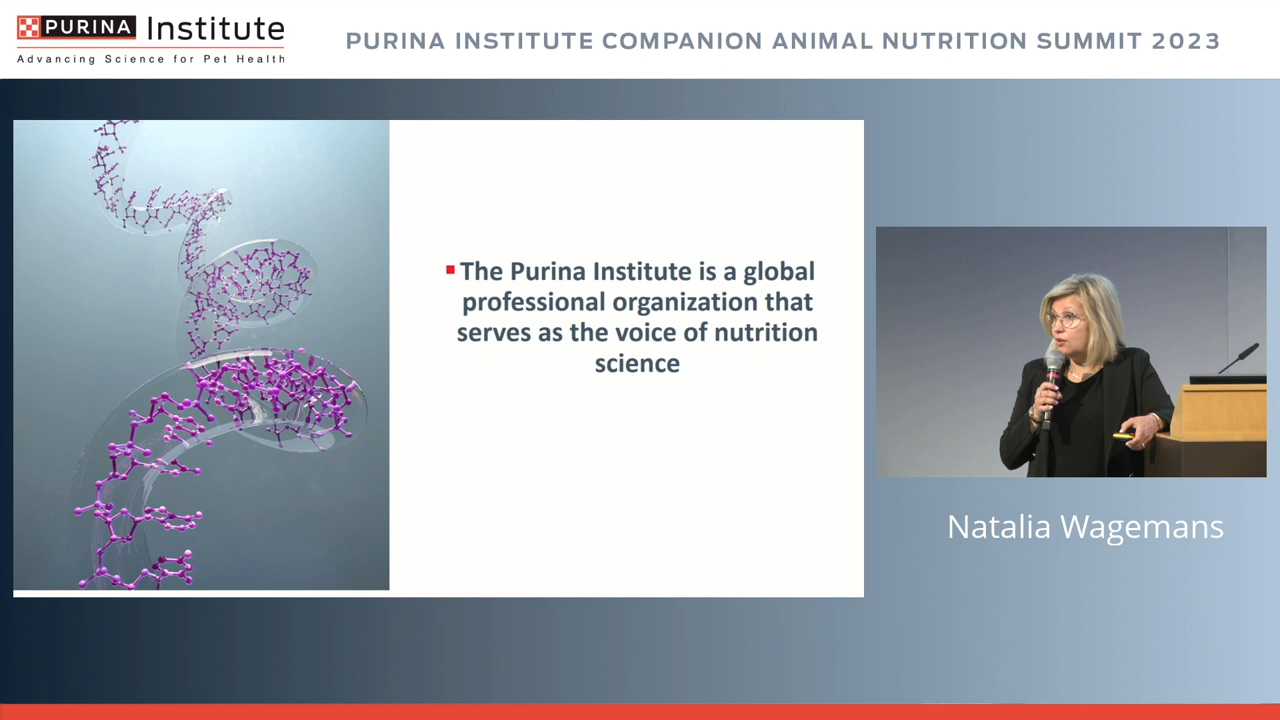 PURINA Institute
Advancing Science for Pet Health
PURINA INSTITUTE COMPANION ANIMAL NUTRITION SUMMIT 2023
The Purina Institute is a global
professional organization that
serves as the voice of nutrition
science
Natalia Wagemans